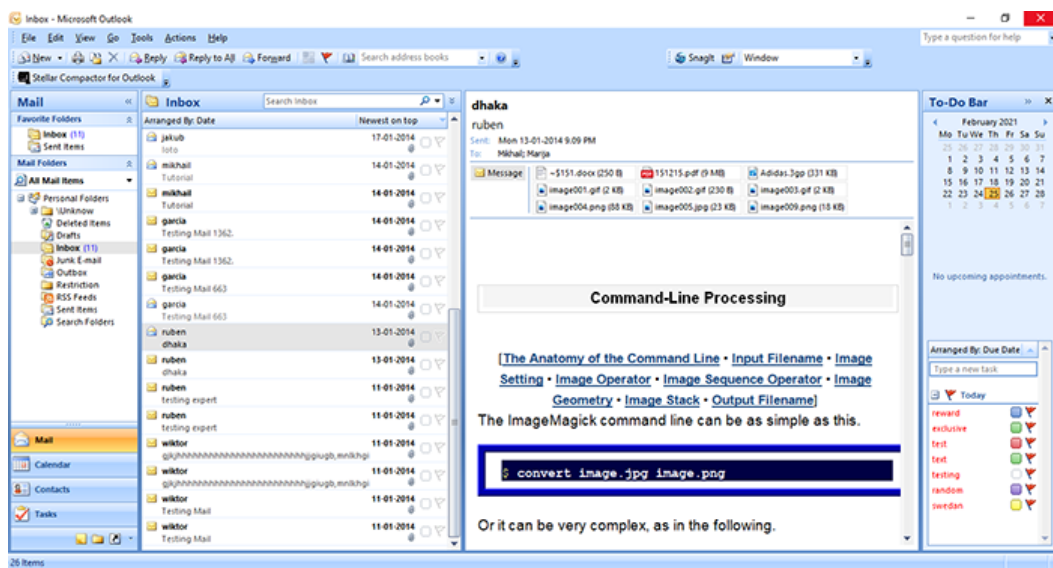 Inbox - Microsoft Outlook
File Edit View Go Tools Actions Help
Type a question for help
New Reply Reply to All Forward Search address books
Snagit Window
Stellar Compactor for Outlook
Mail
Favorite Folders
Inbox (11)
Sent Items
Mail Folders
All Mail Items
Personal Folders
\Unknow
Deleted Items
Drafts
Inbox (11)
Junk E-mail
Outbox
Restriction
RSS Feeds
Sent Items
Search Folders
Mail
Calendar
Contacts
Tasks
26 Items
Inbox
Search Inbox
Arranged By: Date Newest on top
jakub 17-01-2014
loto
mikhail 14-01-2014
Tutorial
mikhail 14-01-2014
Tutorial
garcia 14-01-2014
Testing Mail 1362.
garcia 14-01-2014
Testing Mail 1362.
garcia 14-01-2014
Testing Mail 663
garcia 14-01-2014
Testing Mail 663
ruben 13-01-2014
dhaka
ruben 13-01-2014
dhaka
ruben 11-01-2014
testing expert
ruben 11-01-2014
testing expert
wiktor 11-01-2014
wiktor 11-01-2014
wiktor 11-01-2014
Testing Mail
wiktor 11-01-2014
Testing Mail
dhaka
ruben
Sent: Mon 13-01-2014 9:09 PM
To: Mikhail; Marija
Message ~$151.docx (250 B) 151215.pdf (9 MB) Adidas.3gp (331 KB)
image001.gif (2 KB) image002.gif (230 B) image003.gif (2 KB)
image004.png (88 KB) image005.jpg (23 KB) image009.png (18 KB)
Command-Line Processing
[The Anatomy of the Command Line • Input Filename • Image
Setting • Image Operator • Image Sequence Operator • Image
Geometry • Image Stack • Output Filename]
The ImageMagick command line can be as simple as this.
$ convert image.jpg image.png
Or it can be very complex, as in the following.
To-Do Bar
February 2021
Mo Tu We Th Fr Sa Su
25 26 27 28 29 30 31
1 2 3 4 5 6 7
8 9 10 11 12 13 14
15 16 17 18 19 20 21
22 23 24 25 26 27 28
1 2 3 4 5 6 7
No upcoming appointments.
Arranged By: Due Date
Type a new task
Today
reward
exclusive
test
text
testing
random
swedan